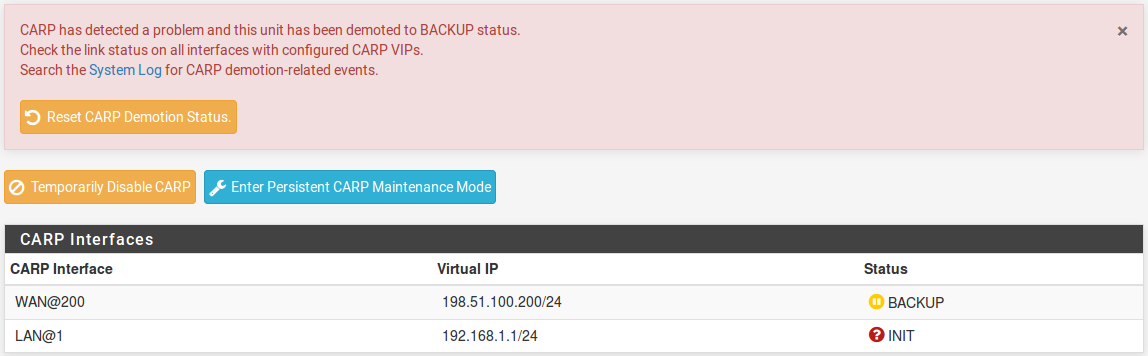 CARP has detected a problem and this unit has been demoted to BACKUP status.
Check the link status on all interfaces with configured CARP VIPs.
Search the System Log for CARP demotion-related events.
Reset CARP Demotion Status.
Temporarily Disable CARP
Enter Persistent CARP Maintenance Mode
CARP Interfaces
CARP Interface Virtual IP Status
WAN@200 198.51.100.200/24 BACKUP
LAN@1 192.168.1.1/24 INIT